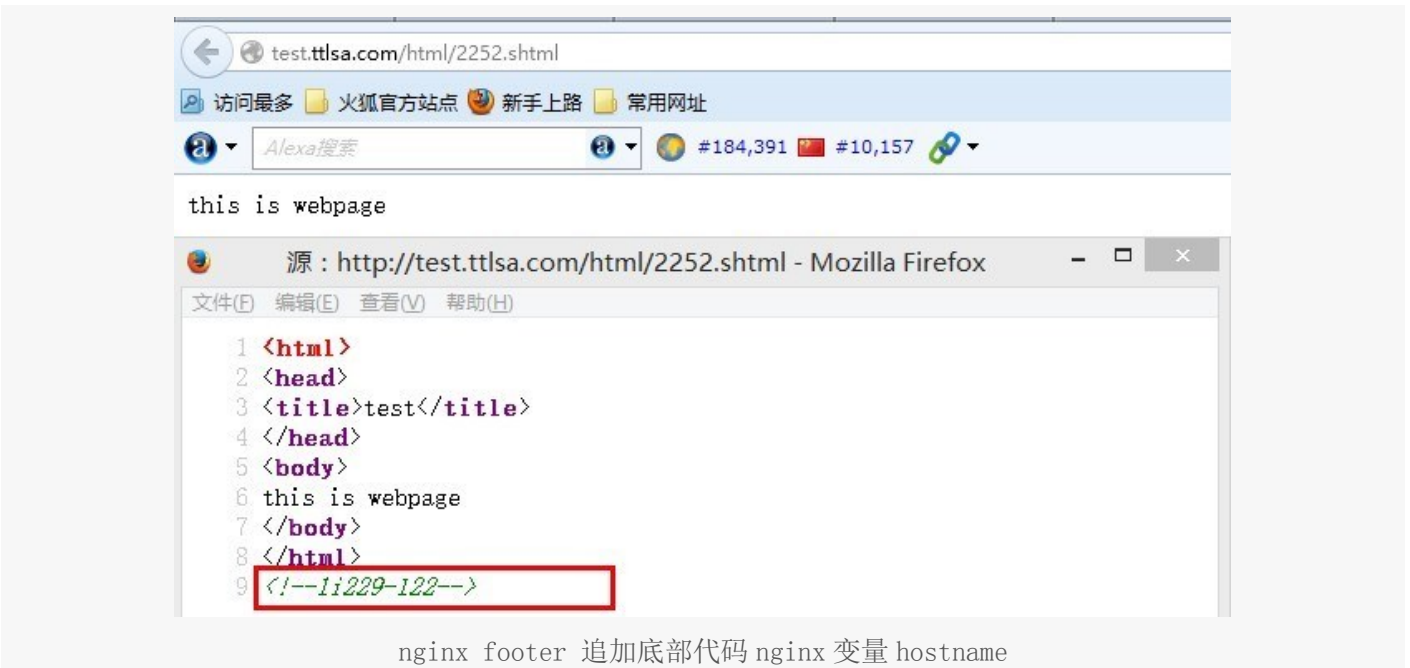 test.ttlsa.com/html/2252.shtml
访问最多 火狐官方站点 新手上路 常用网址
a Alexa搜索 a #184,391 #10,157
this is webpage
源：http://test.ttlsa.com/html/2252.shtml - Mozilla Firefox
文件(F) 编辑(E) 查看(V) 帮助(H)
1 <html>
2 <head>
3 <title>test</title>
4 </head>
5 <body>
6 this is webpage
7 </body>
8 </html>
9 <!--li229-122-->
nginx footer 追加底部代码 nginx 变量 hostname